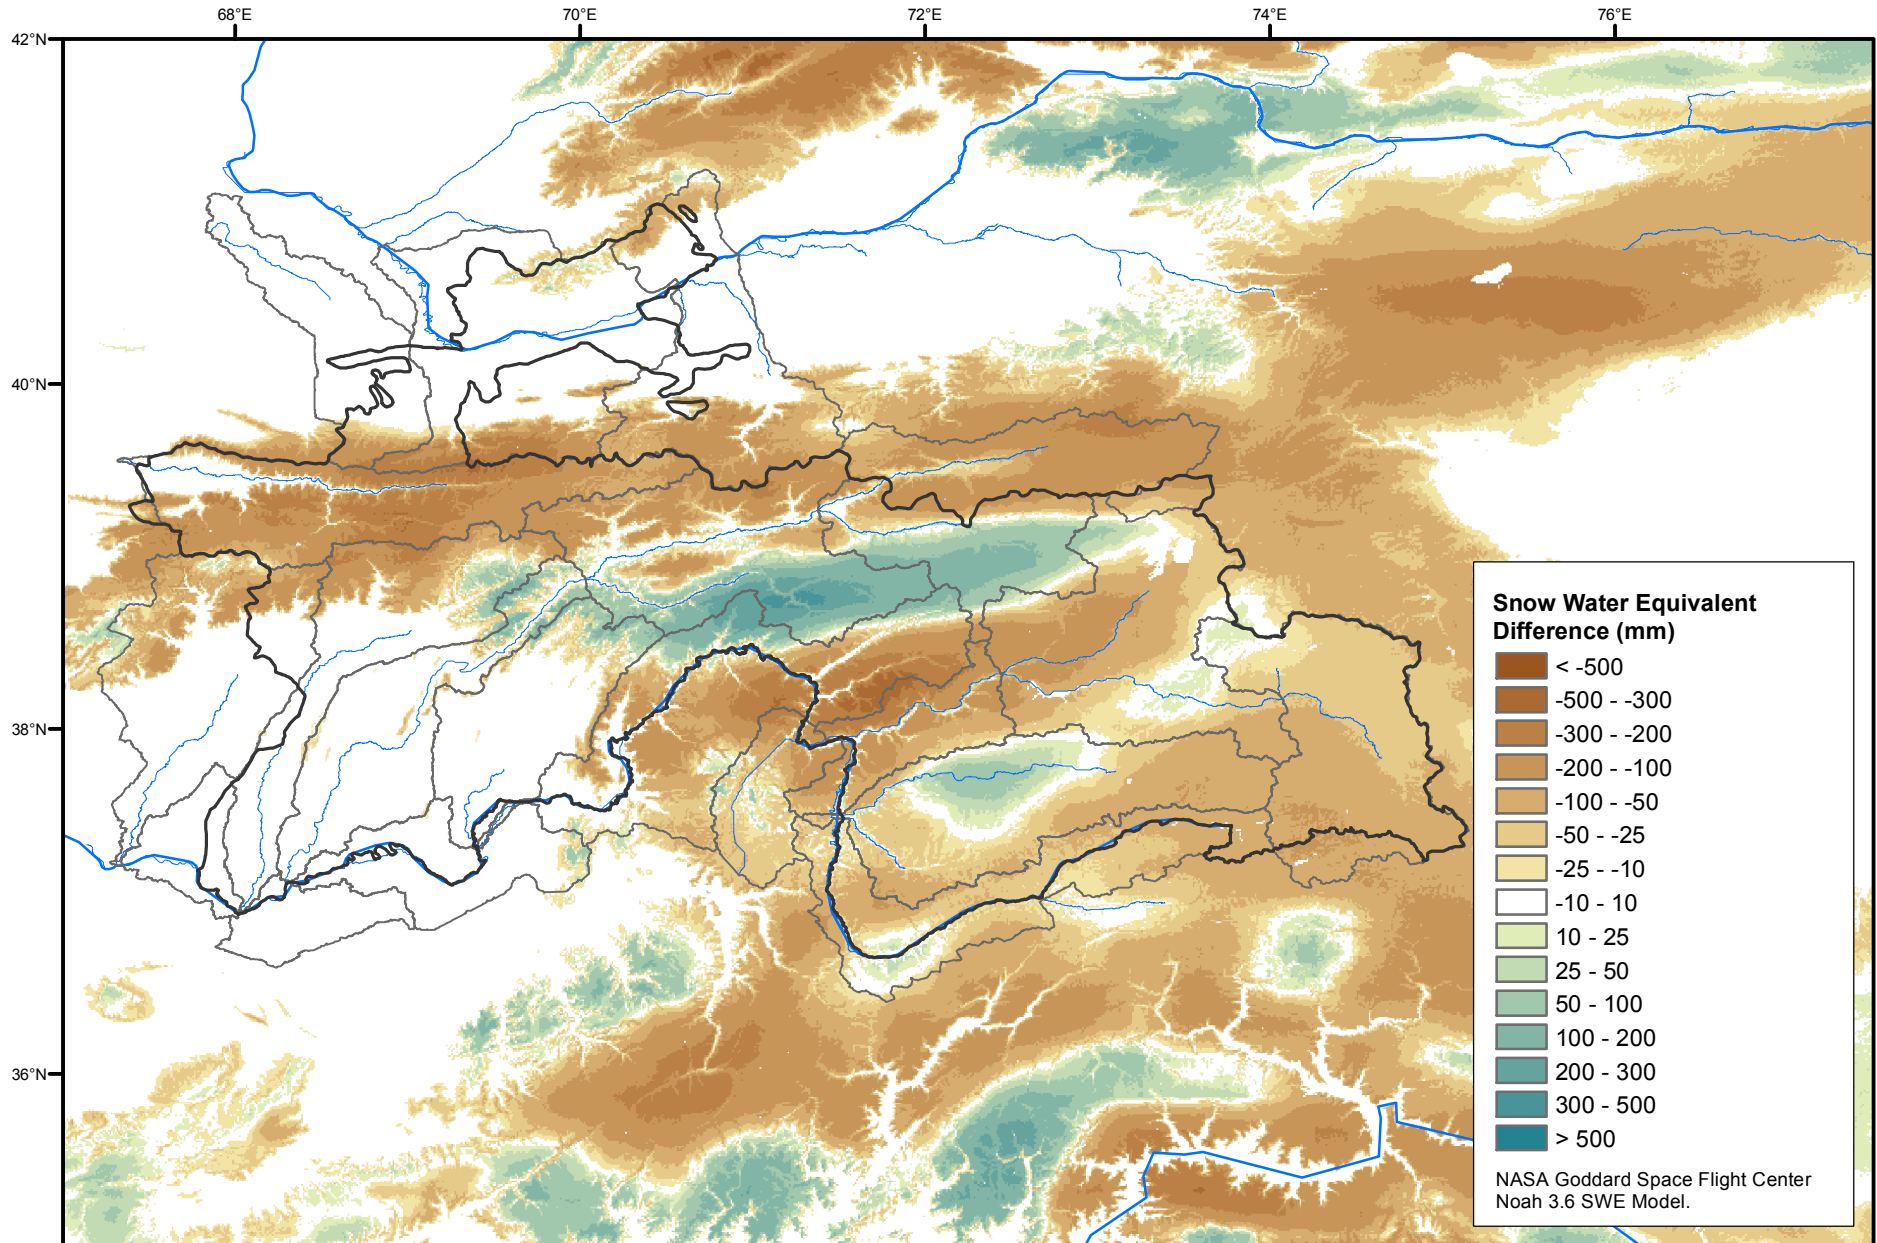 68°E 70°E 72°E 74°E 76°E
42°N
40°N
38°N
36°N
Snow Water Equivalent
Difference (mm)
< -500
-500 - -300
-300 - -200
-200 - -100
-100 - -50
-50 - -25
-25 - -10
-10 - 10
10 - 25
25 - 50
50 - 100
100 - 200
200 - 300
300 - 500
> 500
NASA Goddard Space Flight Center
Noah 3.6 SWE Model.